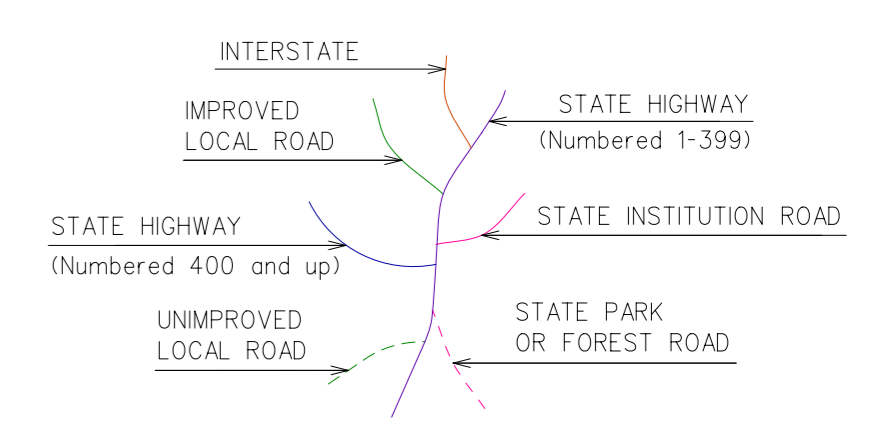 INTERSTATE
STATE HIGHWAY
(Numbered 1-399)
IMPROVED
LOCAL ROAD
STATE INSTITUTION ROAD
STATE HIGHWAY
(Numbered 400 and up)
STATE PARK
OR FOREST ROAD
UNIMPROVED
LOCAL ROAD